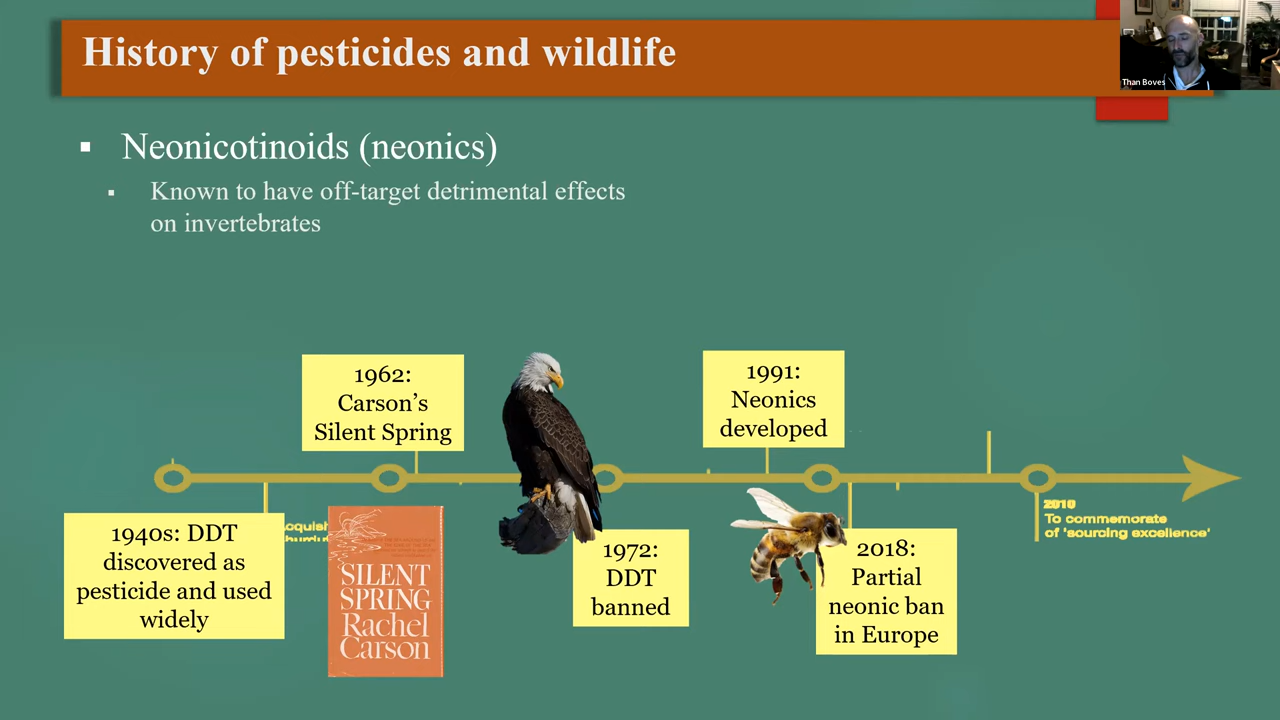 History of pesticides and wildlife
Than Boves
Neonicotinoids (neonics)
Known to have off-target detrimental effects
on invertebrates
1962:
Carson’s
Silent Spring
1991:
Neonics
developed
1940s: DDT
discovered as
pesticide and used
widely
SILENT
SPRING
Rachel
Carson
1972:
DDT
banned
2018:
Partial
neonic ban
in Europe
2010
To commemorate
of 'sourcing excellence'